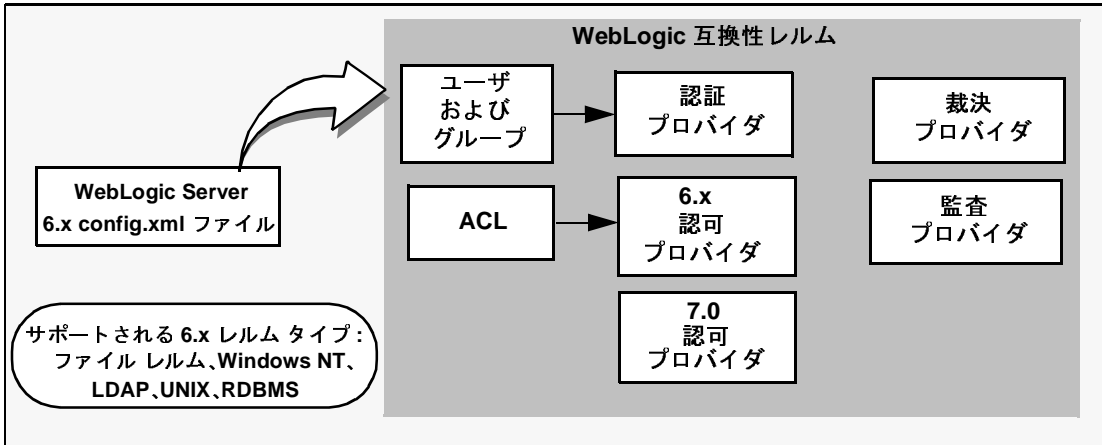 WebLogic 互換性レルム
ユーザ
および
グループ
認証
プロバイダ
裁決
プロバイダ
WebLogic Server
6.x config.xml ファイル
ACL
6.x
認可
プロバイダ
監査
プロバイダ
7.0
認可
プロバイダ
サポートされる 6.x レルム タイプ :
ファイル レルム、Windows NT、
LDAP、UNIX、RDBMS